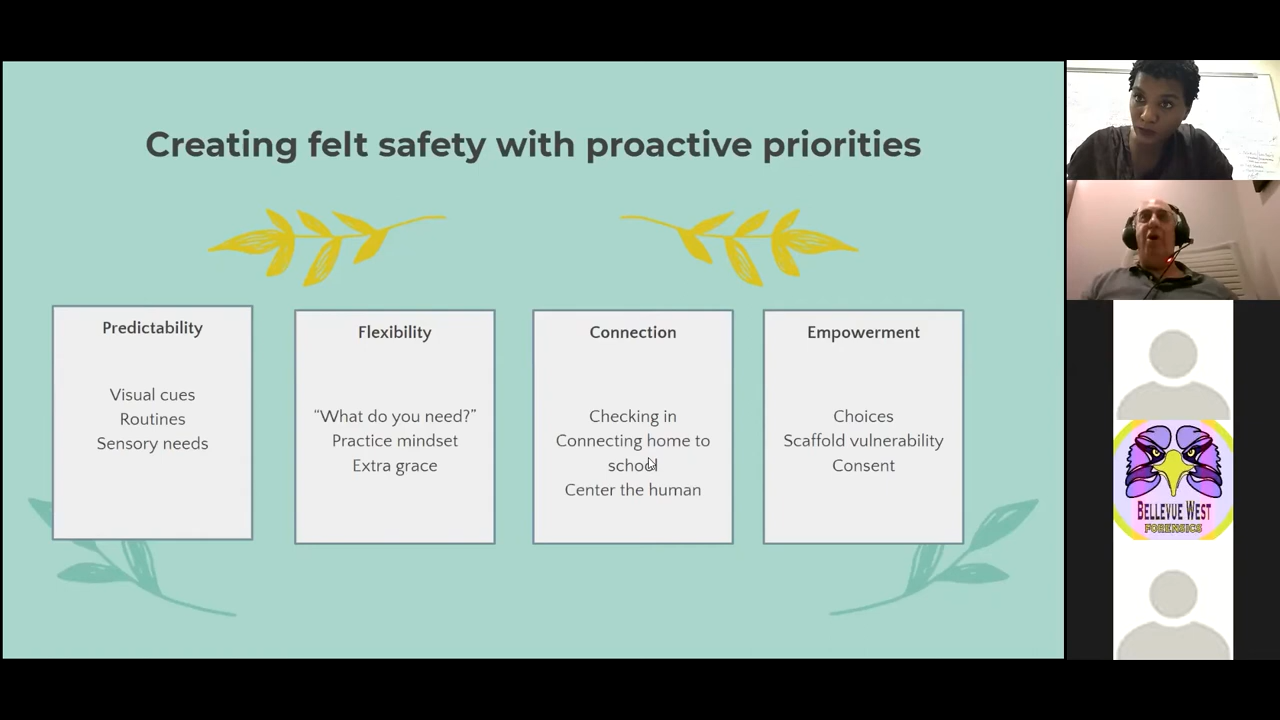 Creating felt safety with proactive priorities
Predictability
Visual cues
Routines
Sensory needs
Flexibility
“What do you need?”
Practice mindset
Extra grace
Connection
Checking in
Connecting home to
school
Center the human
Empowerment
Choices
Scaffold vulnerability
Consent
BELLEVUE WEST
FORENSICS